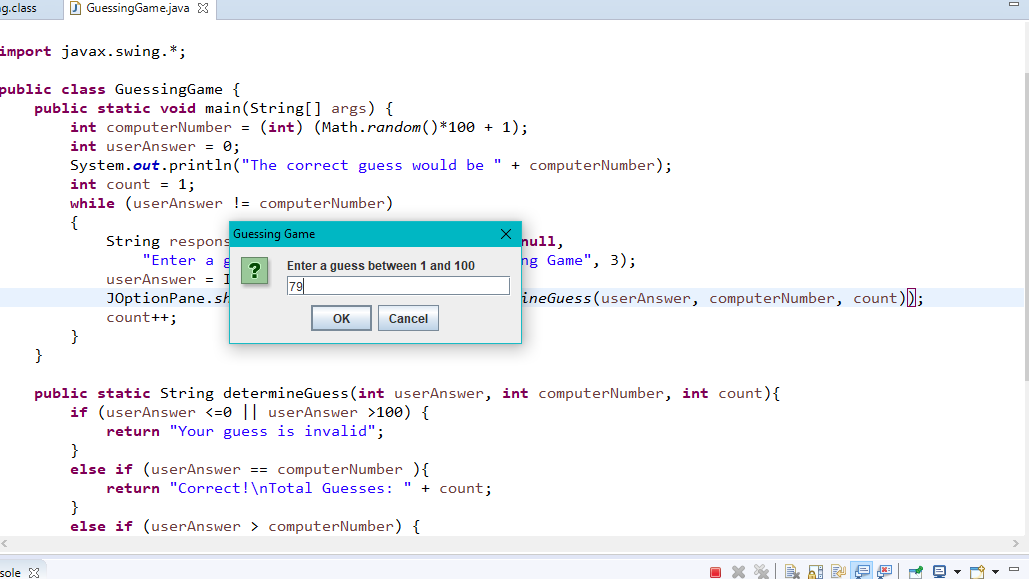 g.class GuessingGame.java
import javax.swing.*;
public class GuessingGame {
public static void main(String[] args) {
int computerNumber = (int) (Math.random()*100 + 1);
int userAnswer = 0;
System.out.println("The correct guess would be " + computerNumber);
int count = 1;
while (userAnswer != computerNumber)
{
String respons null,
"Enter a g ng Game", 3);
userAnswer = I
JOptionPane.sh ineGuess(userAnswer, computerNumber, count));
count++;
}
}
Guessing Game
Enter a guess between 1 and 100
79
OK Cancel
public static String determineGuess(int userAnswer, int computerNumber, int count){
if (userAnswer <=0 || userAnswer >100) {
return "Your guess is invalid";
}
else if (userAnswer == computerNumber ){
return "Correct!\nTotal Guesses: " + count;
}
else if (userAnswer > computerNumber) {
sole